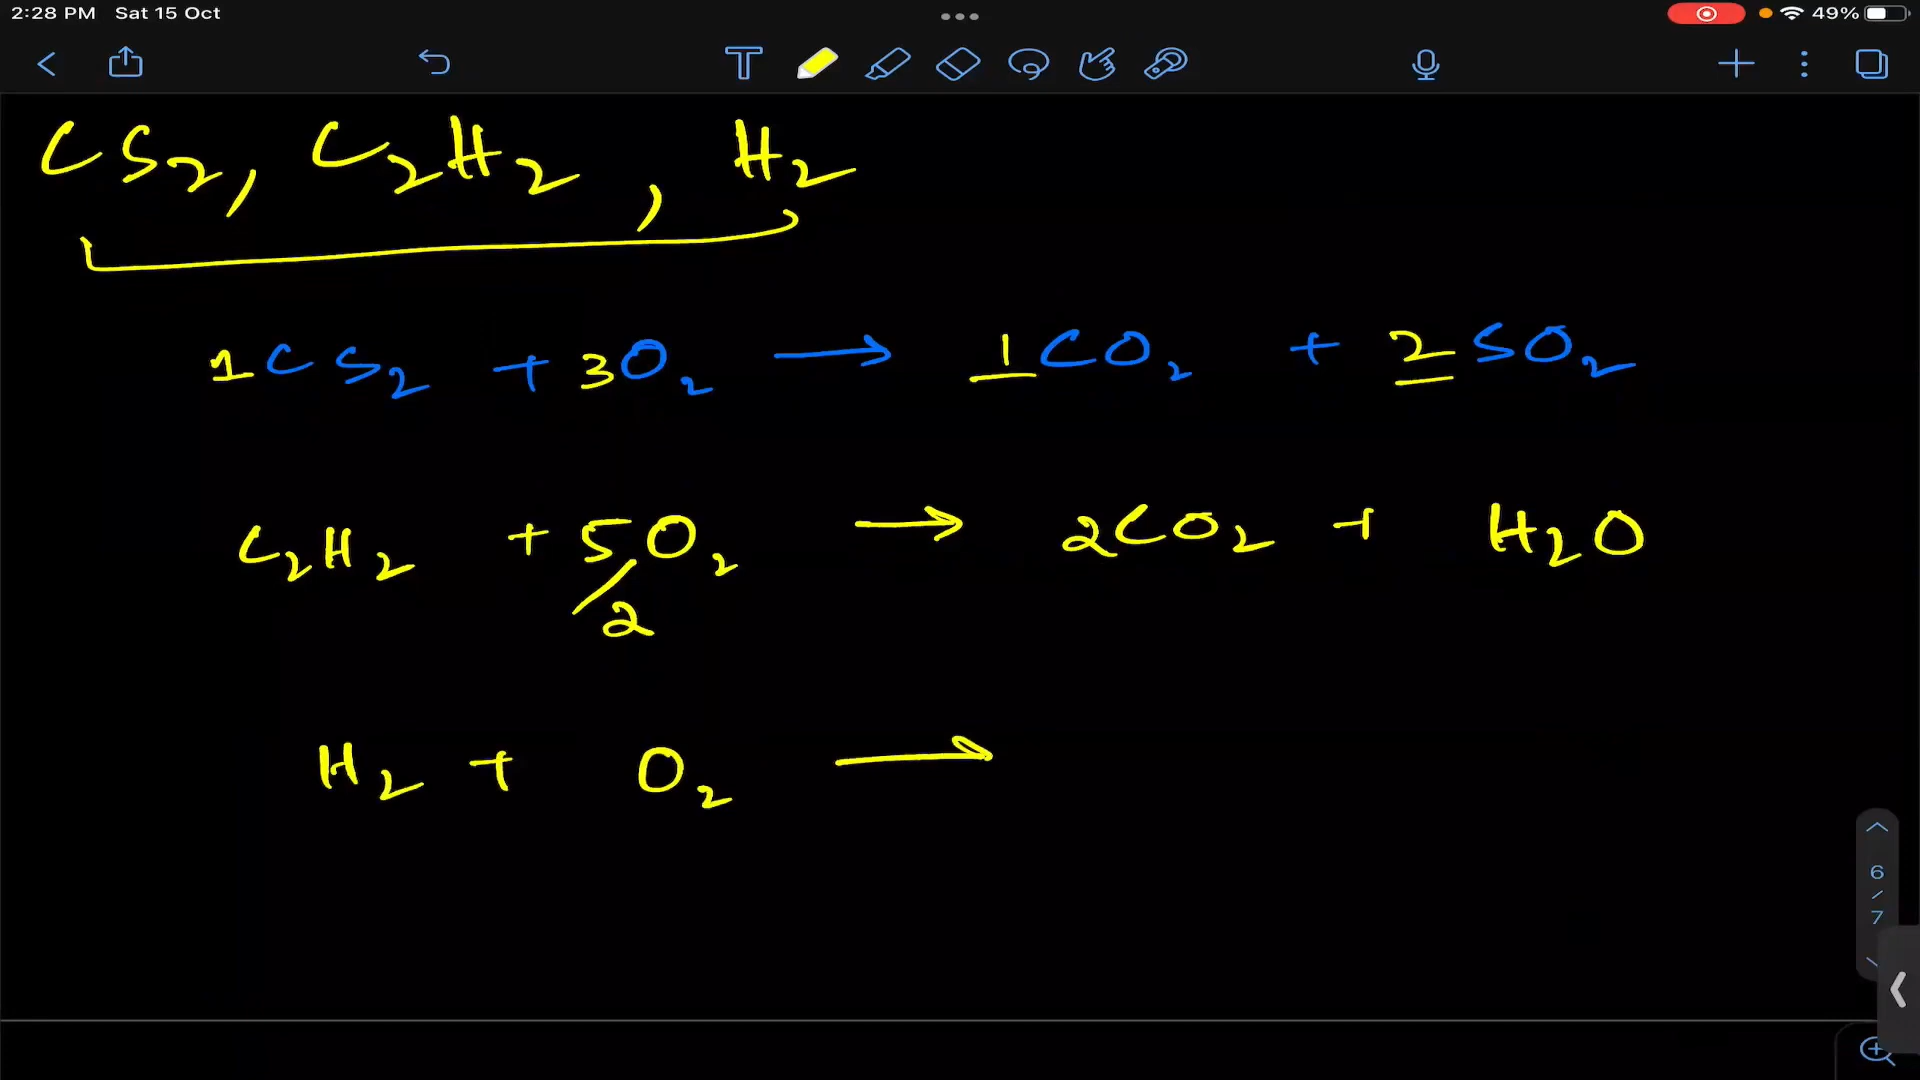 2:28 PM Sat 15 Oct
49%
T
CS₂, C₂H₂, H₂
1CS₂ + 3O₂ → 1CO₂ + 2SO₂
C₂H₂ + 5/2 O₂ → 2CO₂ + H₂O
H₂ + O₂ →
6
/
7